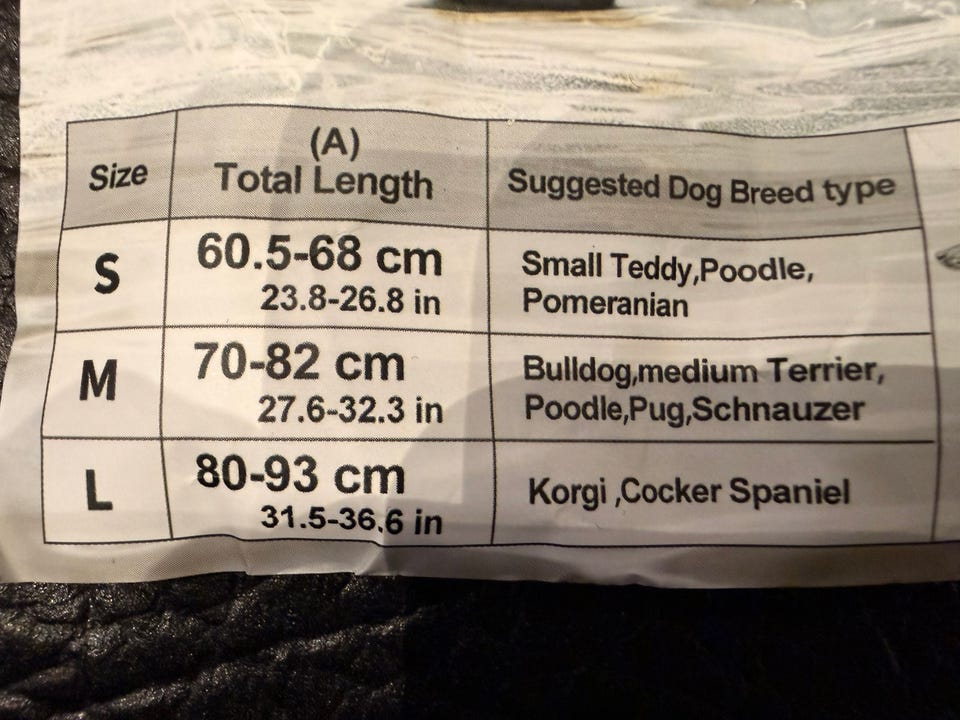 Size
(A)
Total Length
Suggested Dog Breed type
S
60.5-68 cm
23.8-26.8 in
Small Teddy,Poodle,
Pomeranian
M
70-82 cm
27.6-32.3 in
Bulldog,medium Terrier,
Poodle,Pug,Schnauzer
L
80-93 cm
31.5-36.6 in
Korgi ,Cocker Spaniel